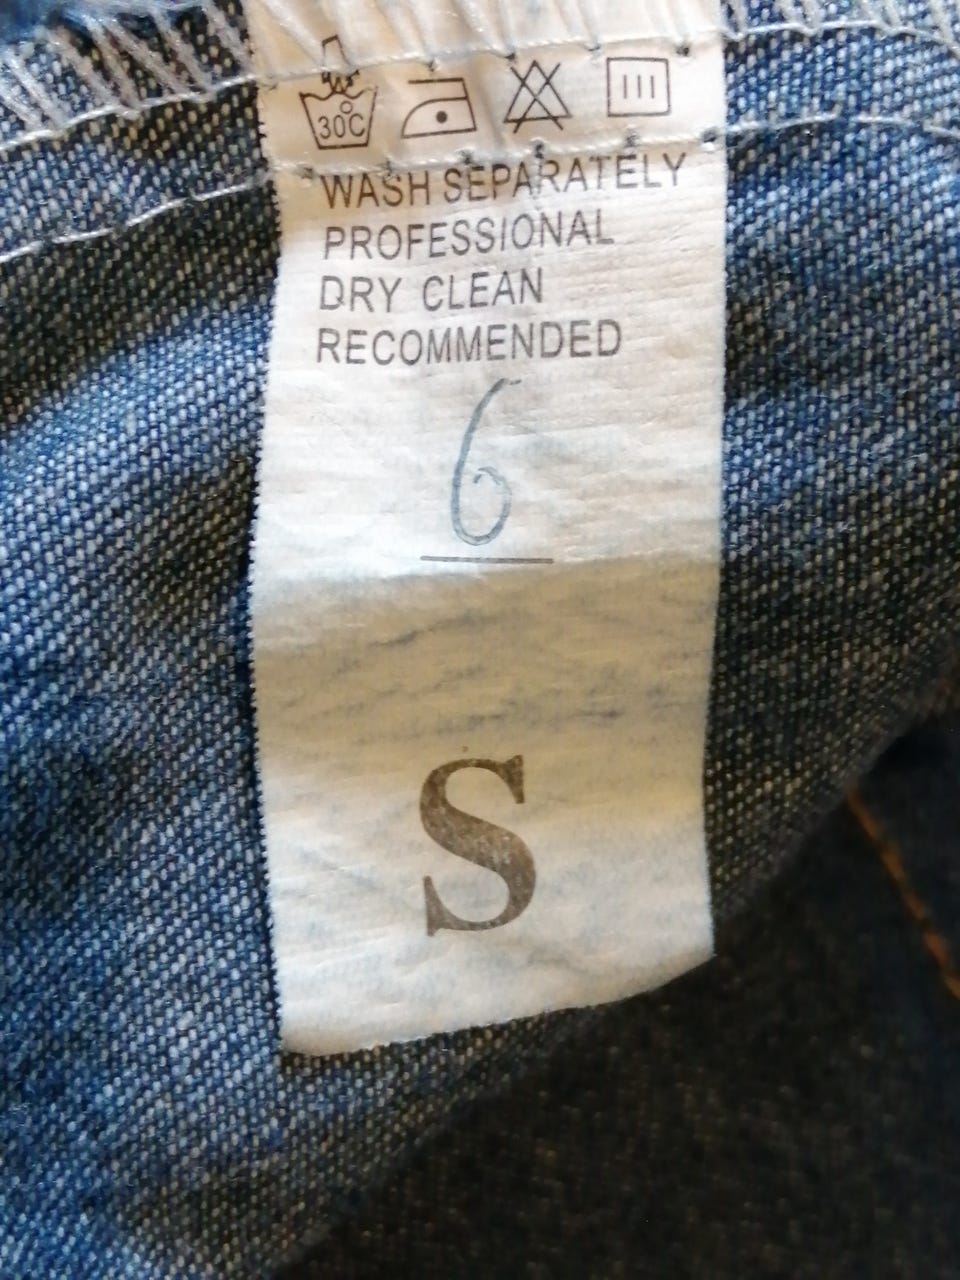 30°C
WASH SEPARATELY
PROFESSIONAL
DRY CLEAN
RECOMMENDED
6
S